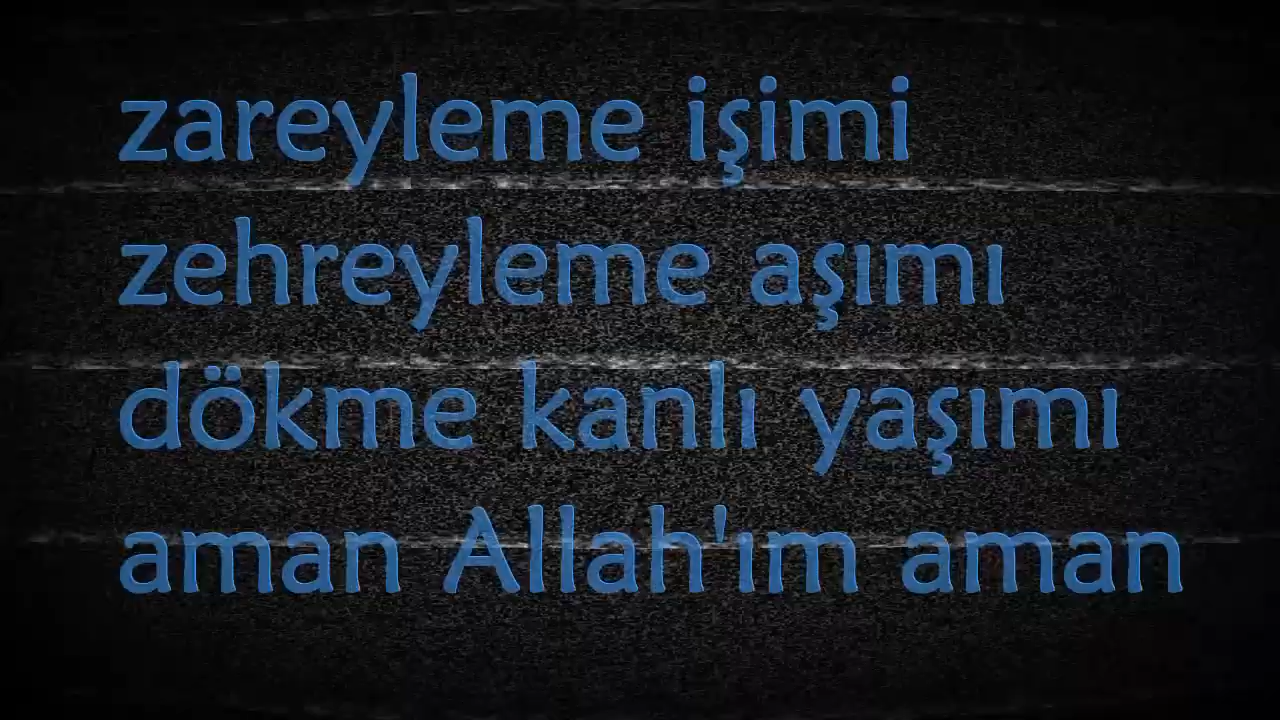 zareyleme işimi
zehreyleme aşımı
dökme kanlı yaşımı
aman Allah'ım aman